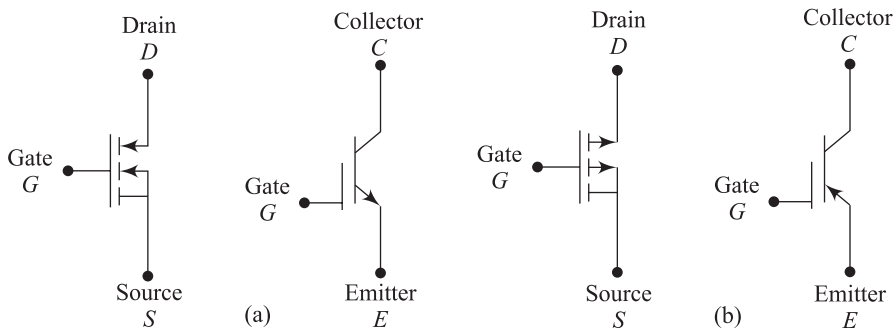 Drain
D
Gate
G
Source
S
Collector
C
Gate
G
Emitter
E
(a)
Drain
D
Gate
G
Source
S
Collector
C
Gate
G
Emitter
E
(b)